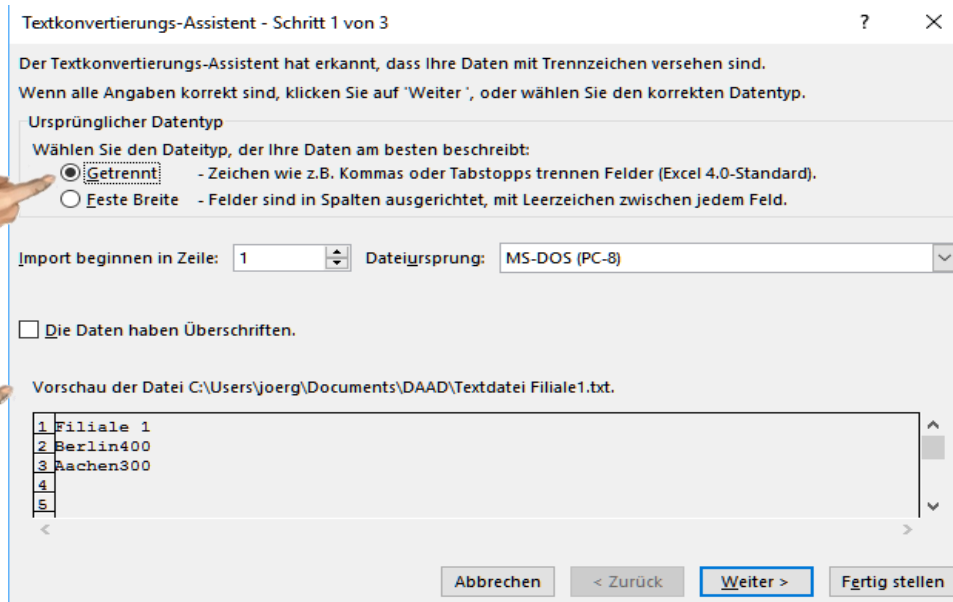 Textkonvertierungs-Assistent - Schritt 1 von 3 ?
Der Textkonvertierungs-Assistent hat erkannt, dass Ihre Daten mit Trennzeichen versehen sind.
Wenn alle Angaben korrekt sind, klicken Sie auf 'Weiter ', oder wählen Sie den korrekten Datentyp.
Ursprünglicher Datentyp
Wählen Sie den Dateityp, der Ihre Daten am besten beschreibt:
Getrennt - Zeichen wie z.B. Kommas oder Tabstopps trennen Felder (Excel 4.0-Standard).
Feste Breite - Felder sind in Spalten ausgerichtet, mit Leerzeichen zwischen jedem Feld.
Import beginnen in Zeile: 1 Dateiursprung: MS-DOS (PC-8)
Die Daten haben Überschriften.
Vorschau der Datei C:\Users\joerg\Documents\DAAD\Textdatei Filiale1.txt.
1 Filiale 1
2 Berlin400
3 Aachen300
4
5
Abbrechen < Zurück Weiter > Fertig stellen